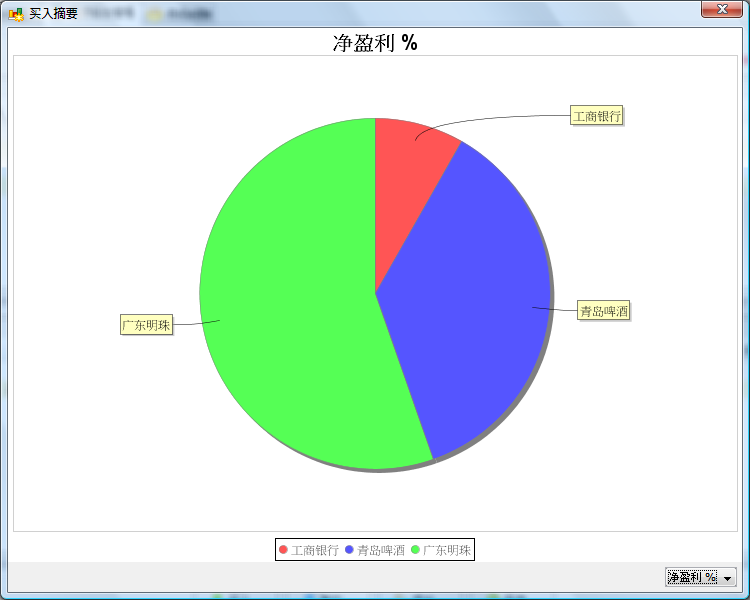 买入摘要
净盈利 %
工商银行
青岛啤酒
广东明珠
工商银行 青岛啤酒 广东明珠
净盈利 %